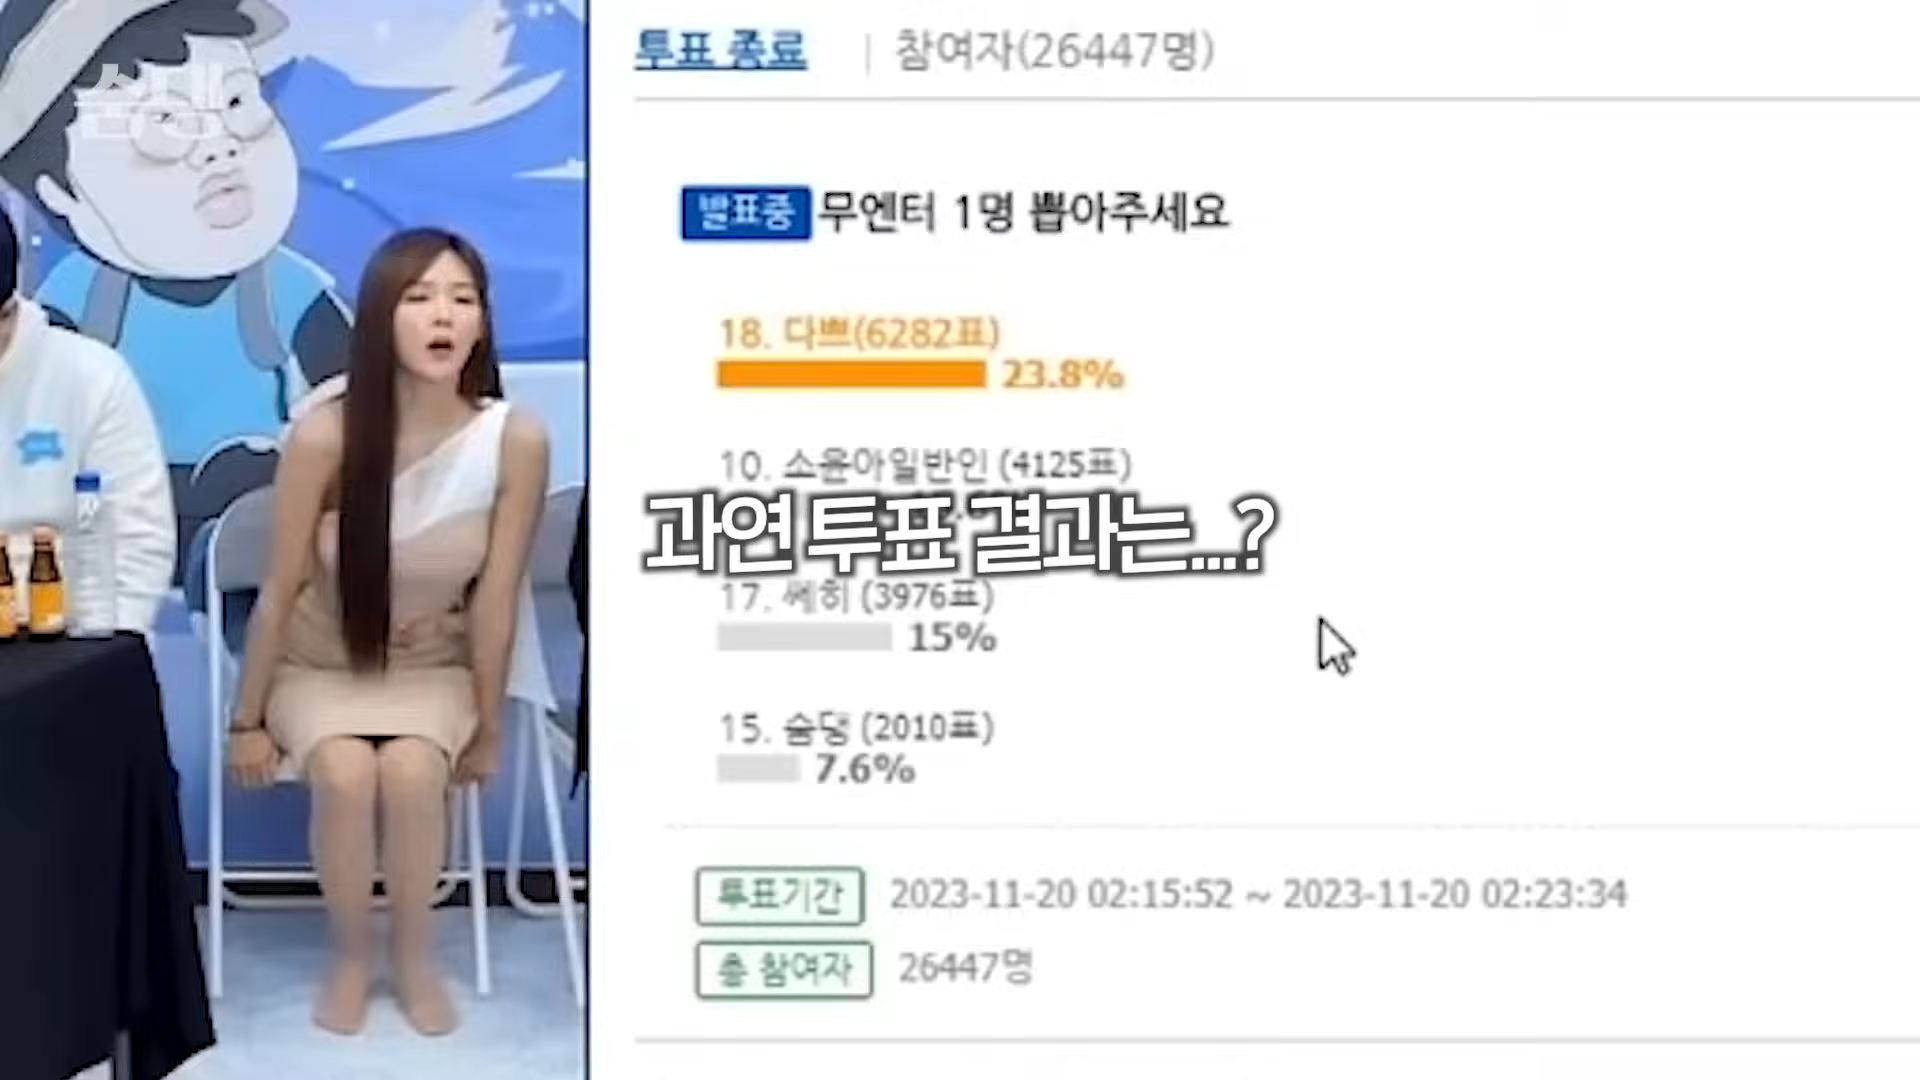 숨댕
투표 종료 | 참여자(26447명)
발표중 무엔터 1명 뽑아주세요
18. 다쁘(6282표)
23.8%
10. 소윤아일반인 (4125표)
과연 투표 결과는...?
17. 쎄히 (3976표)
15%
15. 숨댕 (2010표)
7.6%
투표기간 2023-11-20 02:15:52 ~ 2023-11-20 02:23:34
총 참여자 26447명